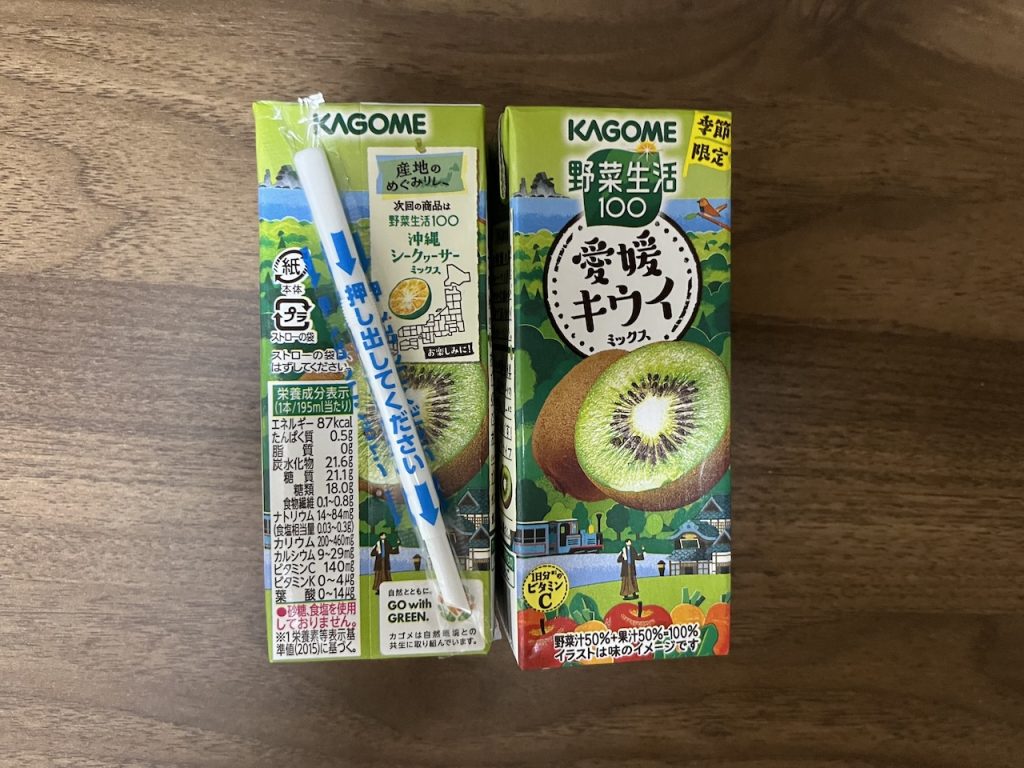 KAGOME
産地の
めぐみリレー
次回の商品は
野菜生活100
沖縄
シークヮーサー
ミックス
お楽しみに!
紙
本体
プラ
ストローの袋
ストローの袋は
はずしてください
押し出してください
栄養成分表示
(1本/195ml当たり)
エネルギー 87kcal
たんぱく質 0.5g
脂質 0g
炭水化物 21.6g
糖質 21.1g
糖類 18.0g
食物繊維 0.1~0.8g
ナトリウム 14~84mg
(食塩相当量 0.03~0.3g)
カリウム 200~460mg
カルシウム 9~29mg
ビタミンC 140mg
ビタミンK 0~4μg
葉酸 0~14μg
●砂糖、食塩を使用
しておりません。
※1 栄養素等表示基
準値(2015)に基づく。
自然とともに。
GO with
GREEN.
カゴメは自然環境との
共生に取り組んでいます。
KAGOME
季節
限定
野菜生活
100
愛媛
キウイ
ミックス
1日分※1の
ビタミン
C
野菜汁50%+果汁50%=100%
イラストは味のイメージです